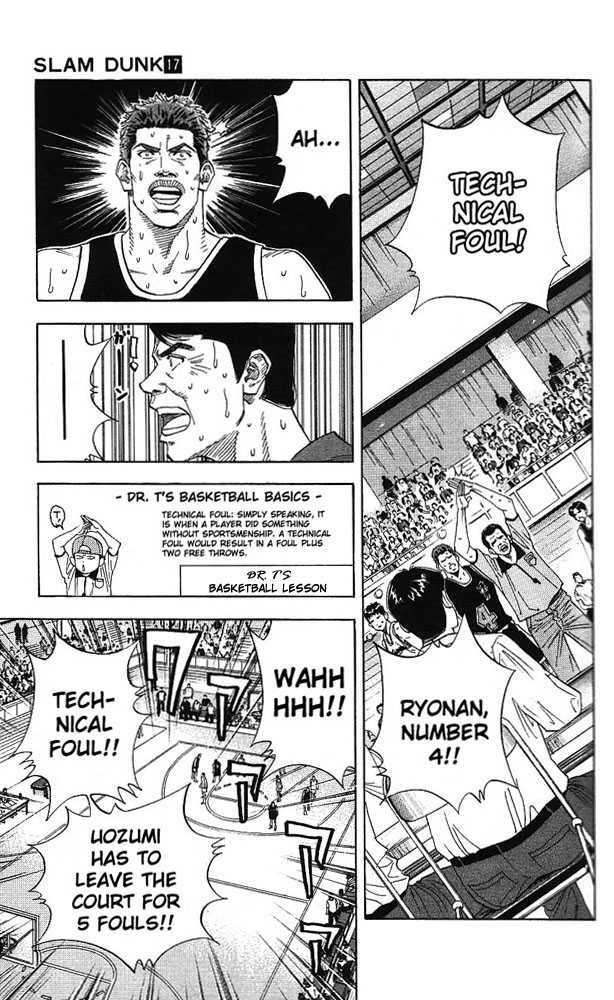 SLAM DUNK 17
TECH-
NICAL
FOUL!
RYONAN,
NUMBER
4!!
4
AH...
- DR. T'S BASKETBALL BASICS -
TECHNICAL FOUL: SIMPLY SPEAKING, IT
IS WHEN A PLAYER DID SOMETHING
WITHOUT SPORTSMENSHIP. A TECHNICAL
FOUL WOULD RESULT IN A FOUL PLUS
TWO FREE THROWS.
T
DR. T'S
BASKETBALL LESSON
WAHH
HHH!!
TECH-
NICAL
FOUL!!
UOZUMI
HAS TO
LEAVE THE
COURT FOR
5 FOULS!!